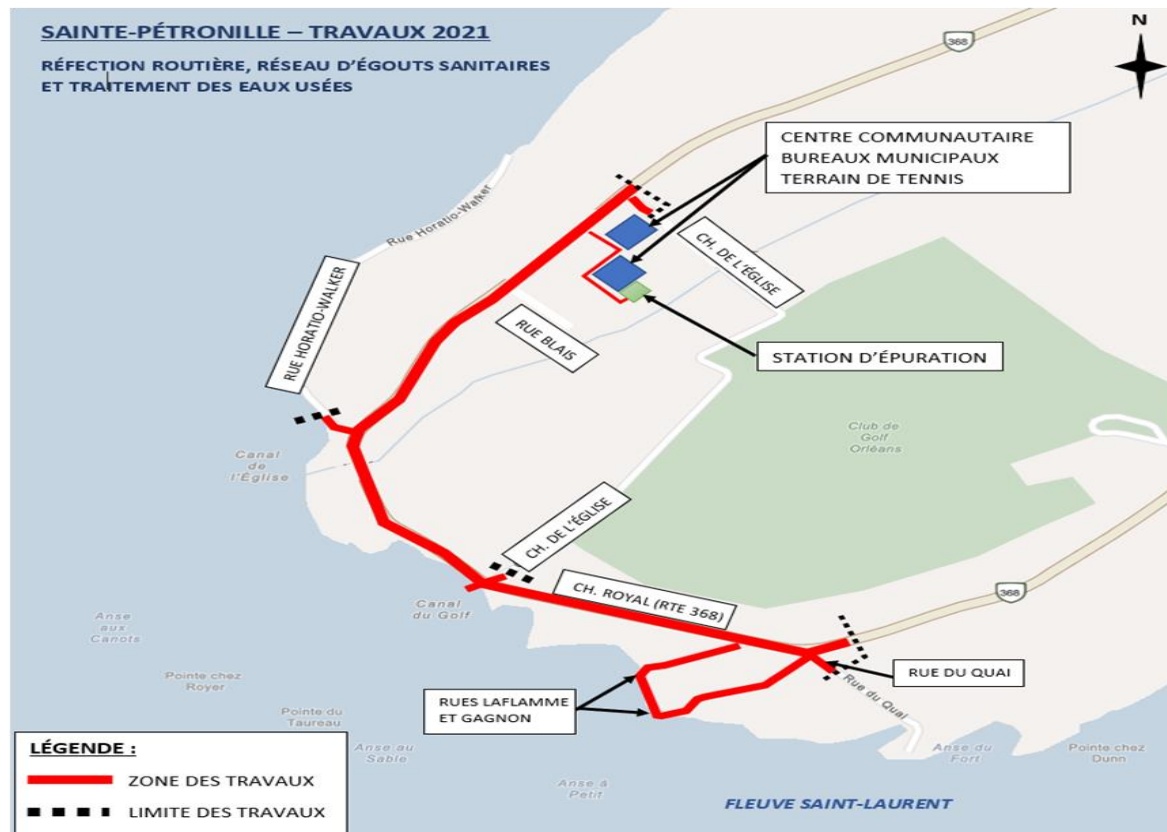 SAINTE-PÉTRONILLE – TRAVAUX 2021
RÉFECTION ROUTIÈRE, RÉSEAU D'ÉGOUTS SANITAIRES
ET TRAITEMENT DES EAUX USÉES
368
N
CENTRE COMMUNAUTAIRE
BUREAUX MUNICIPAUX
TERRAIN DE TENNIS
Rue Horatio-Walker
CH. DE L'ÉGLISE
RUE HORATIO-WALKER
RUE BLAIS
STATION D'ÉPURATION
Club de
Golf
Orléans
Canal
de
l'Église
CH. DE L'ÉGLISE
CH. ROYAL (RTE 368)
368
Canal
du Golf
Anse
aux
Canots
Pointe chez
Royer
RUE DU QUAI
Rue du Quai
RUES LAFLAMME
ET GAGNON
Pointe du
Taureau
Anse au
Sable
Anse du
Fort
Pointe chez
Dunn
Anse à
Petit
FLEUVE SAINT-LAURENT
LÉGENDE :
ZONE DES TRAVAUX
LIMITE DES TRAVAUX